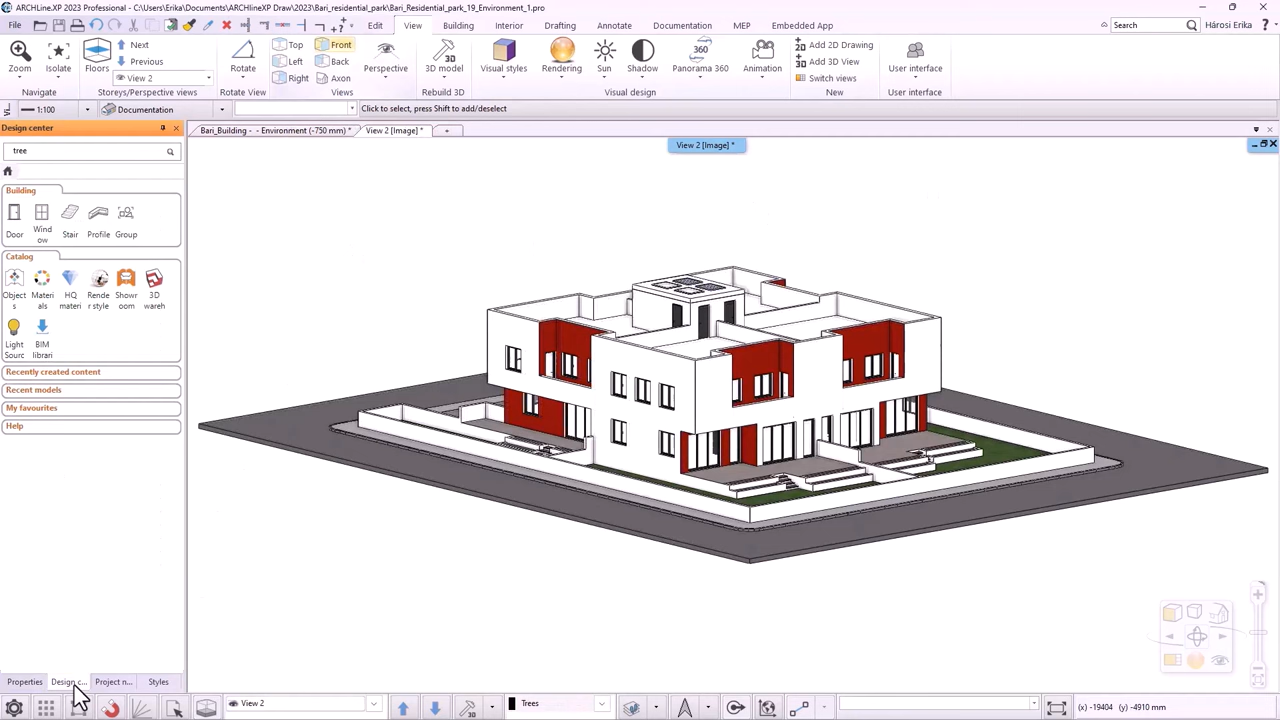 ARCHLine.XP 2023 Professional - C:\Users\Erika\Documents\ARCHlineXP Draw\2023\Bari_residential_park\Bari_Residential_park_19_Environment_1.pro
File Edit View Building Interior Drafting Annotate Documentation MEP Embedded App Search Hárosi Erika
Zoom Isolate Floors Next Previous View 2 Rotate Top Left Right Front Back Axon Perspective 3D model Visual styles Rendering Sun Shadow Panorama 360 Animation Add 2D Drawing Add 3D View Switch views User interface
360
Navigate Storeys/Perspective views Rotate View Views Rebuild 3D Visual design New User interface
1:100 Documentation Click to select, press Shift to add/deselect
Design center
Bari_Building - - Environment (-750 mm) * View 2 [Image] * +
View 2 [Image] *
tree
Building
Door Wind
ow Stair Profile Group
Catalog
Object
s Materi
als HQ
materi Rende
r style Showr
oom 3D
wareh
Light
Sourc BIM
librari
Recently created content
Recent models
My favourites
Help
Properties Design c... Project n... Styles
View 2 Trees (x) -19404 (y) -4910 mm